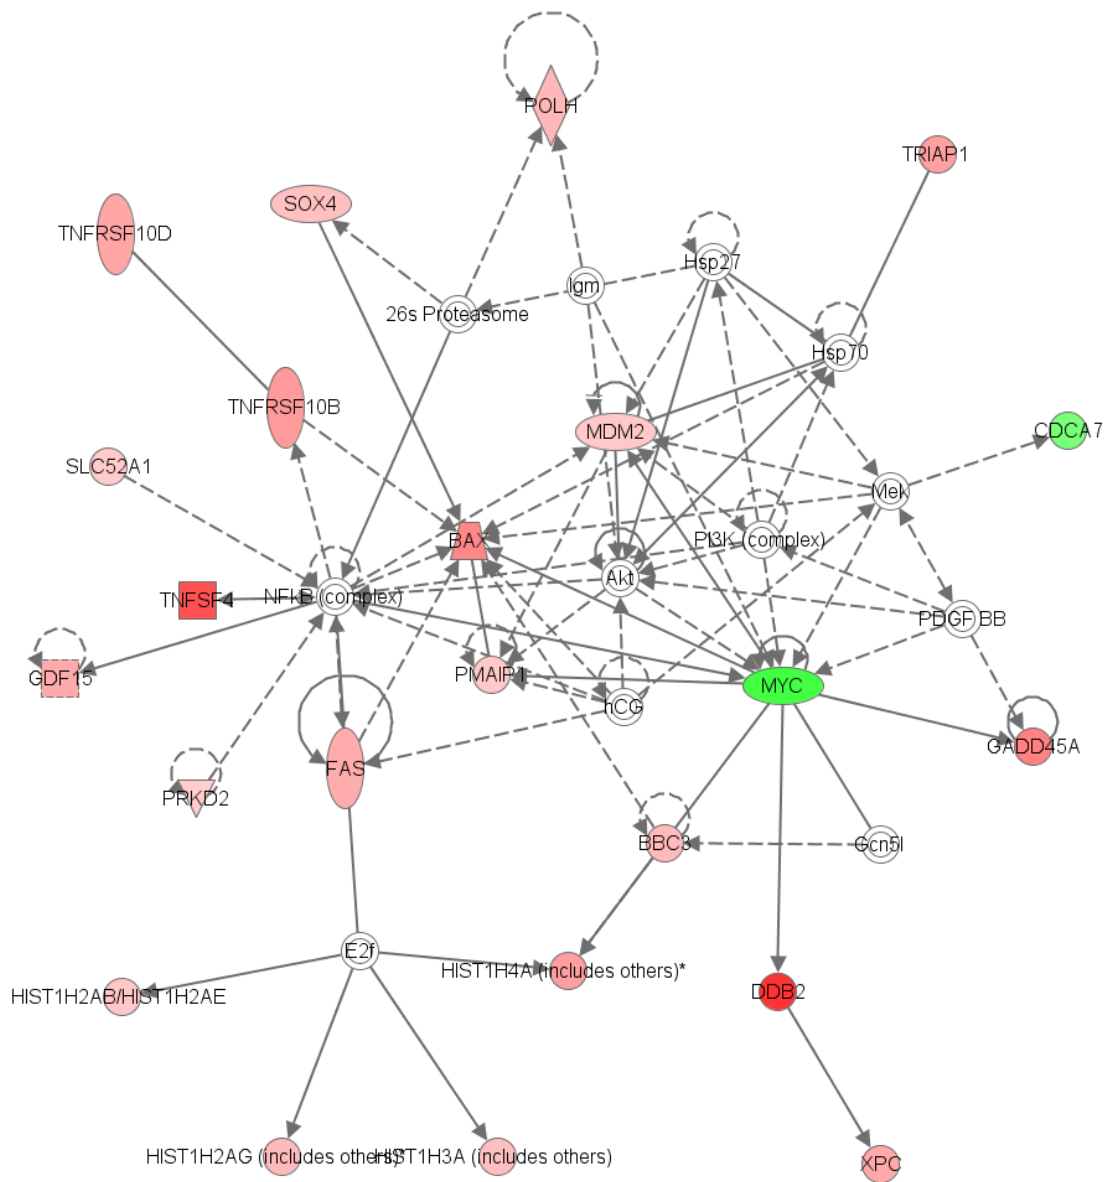 POLH
TRIAP1
SOX4
TNFRSF10D
Hsp27
Igm
26s Proteasome
Hsp70
TNFRSF10B
MDM2
CDCA7
SLC52A1
Mek
BAX
PI3K (complex)
Akt
TNFSF4
NFkB (complex)
PDGF BB
GDF15
PMAIP1
MYC
hCG
GADD45A
FAS
PRKD2
BBC3
Gcn5l
E2f
HIST1H4A (includes others)*
HIST1H2AB/HIST1H2AE
DDB2
HIST1H2AG (includes others)*
HIST1H3A (includes others)
XPC